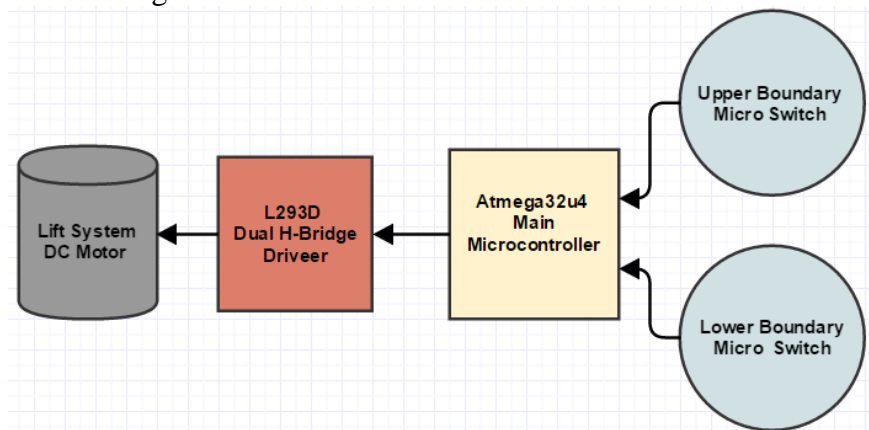 Lift System
DC Motor
L293D
Dual H-Bridge
Driveer
Atmega32u4
Main
Microcontroller
Upper Boundary
Micro Switch
Lower Boundary
Micro Switch